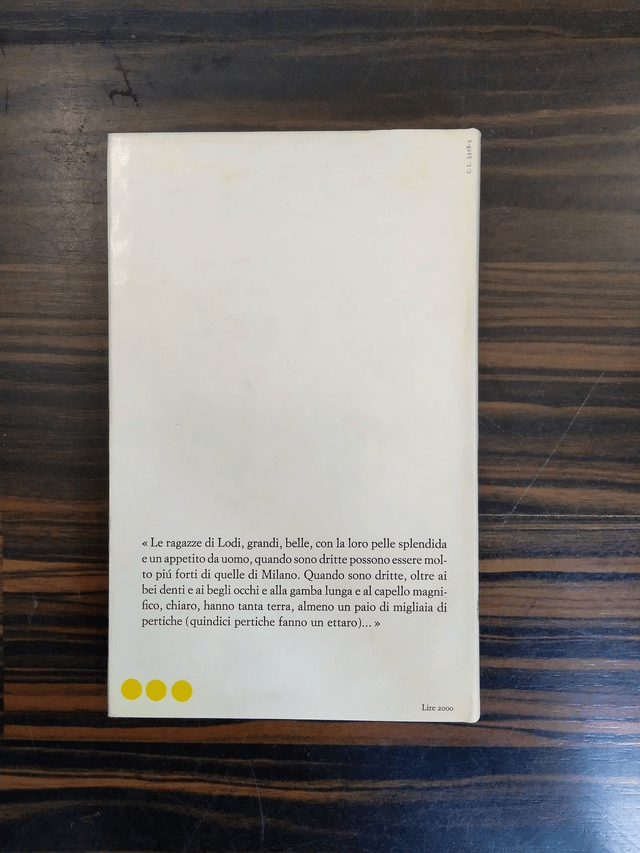 C. L. 3318-3
« Le ragazze di Lodi, grandi, belle, con la loro pelle splendida
e un appetito da uomo, quando sono dritte possono essere mol-
to piú forti di quelle di Milano. Quando sono dritte, oltre ai
bei denti e ai begli occhi e alla gamba lunga e al capello magni-
fico, chiaro, hanno tanta terra, almeno un paio di migliaia di
pertiche (quindici pertiche fanno un ettaro)... »
Lire 2000